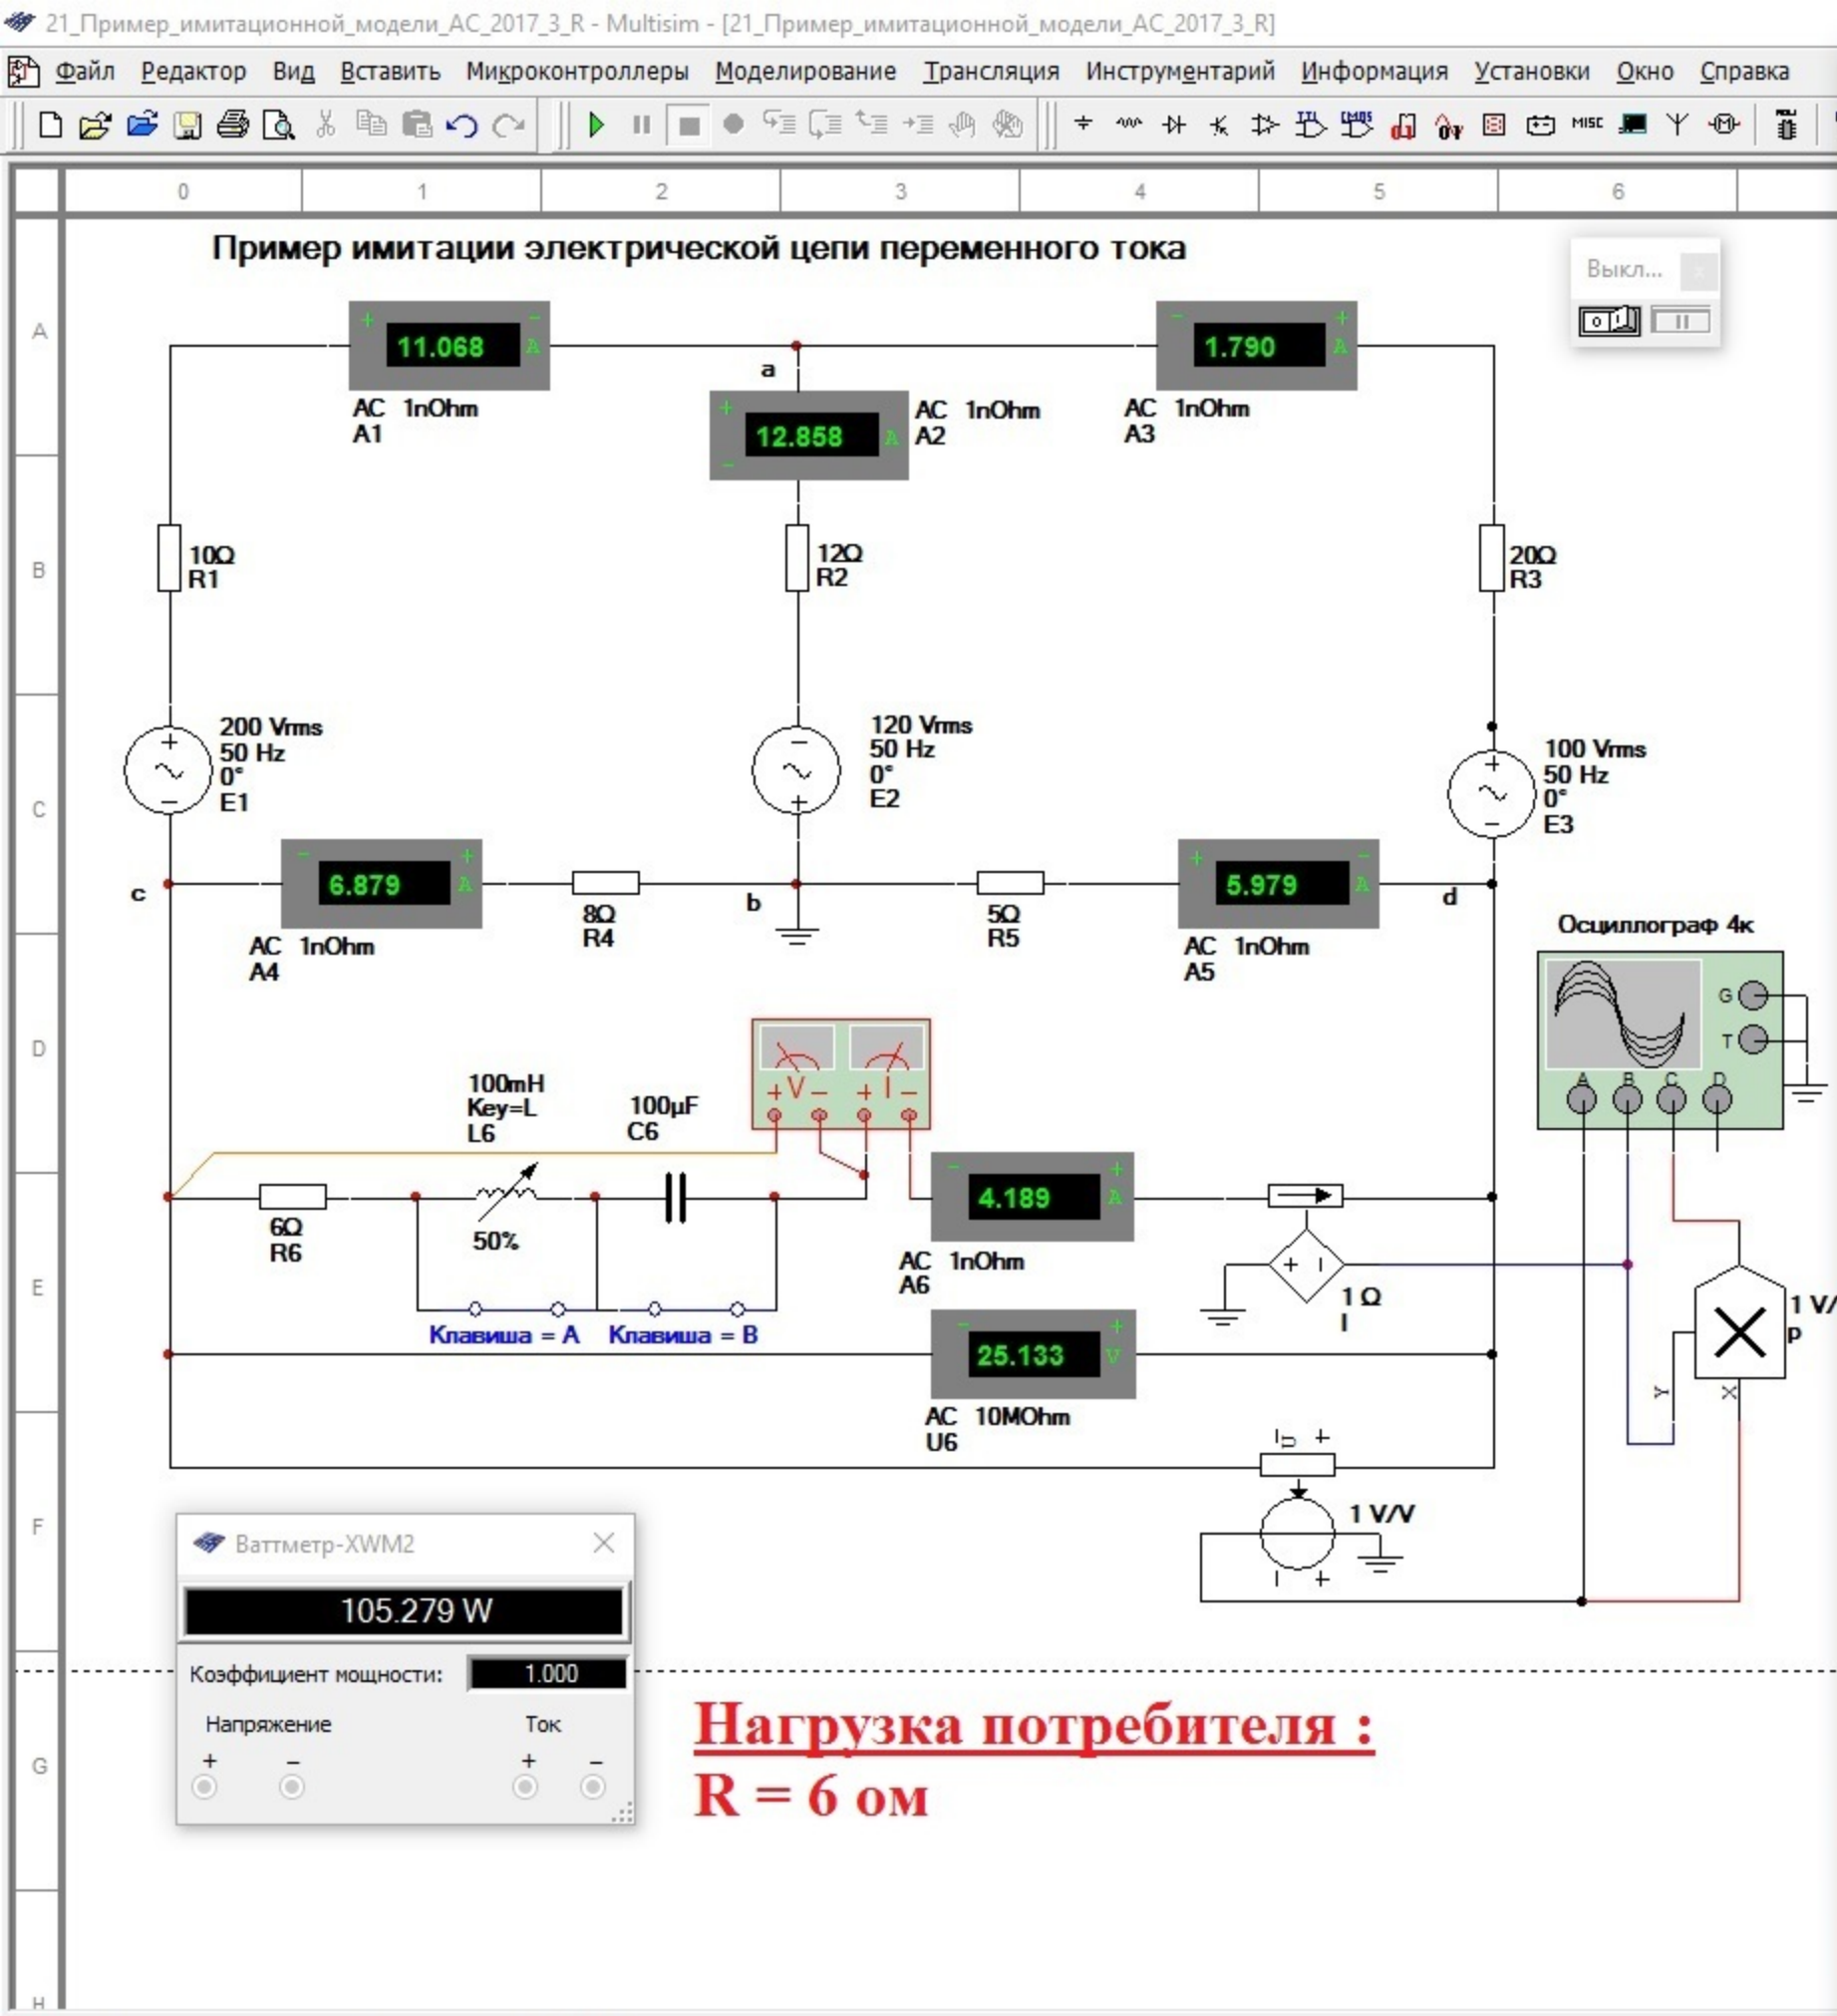 21_Пример_имитационной_модели_AC_2017_3_R - Multisim - [21_Пример_имитационной_модели_AC_2017_3_R]
Файл Редактор Вид Вставить Микроконтроллеры Моделирование Трансляция Инструментарий Информация Установки Окно Справка
MISC
0 1 2 3 4 5 6
Пример имитации электрической цепи переменного тока
Выкл...
A
+ - 11.068 A
- + 1.790 A
a
AC 1nOhm
A1
+ - 12.858 A
AC 1nOhm
A2
AC 1nOhm
A3
B
10Ω
R1
12Ω
R2
20Ω
R3
200 Vrms
50 Hz
0°
E1
120 Vrms
50 Hz
0°
E2
100 Vrms
50 Hz
0°
E3
C
c
- + 6.879 A
8Ω
R4
b
5Ω
R5
+ - 5.979 A
d
AC 1nOhm
A4
AC 1nOhm
A5
Осциллограф 4к
G
T
A B C D
D
100mH
Key=L
L6
100µF
C6
+ V - + I -
6Ω
R6
50%
- + 4.189 A
AC 1nOhm
A6
E
Клавиша = A Клавиша = B
1 Ω
I
1 V/
p
Y X
- + 25.133 V
AC 10MOhm
U6
U +
1 V/V
F
Ваттметр-XWM2
105.279 W
Коэффициент мощности: 1.000
Напряжение Ток
+ - + -
G
Нагрузка потребителя :
R = 6 ом
H